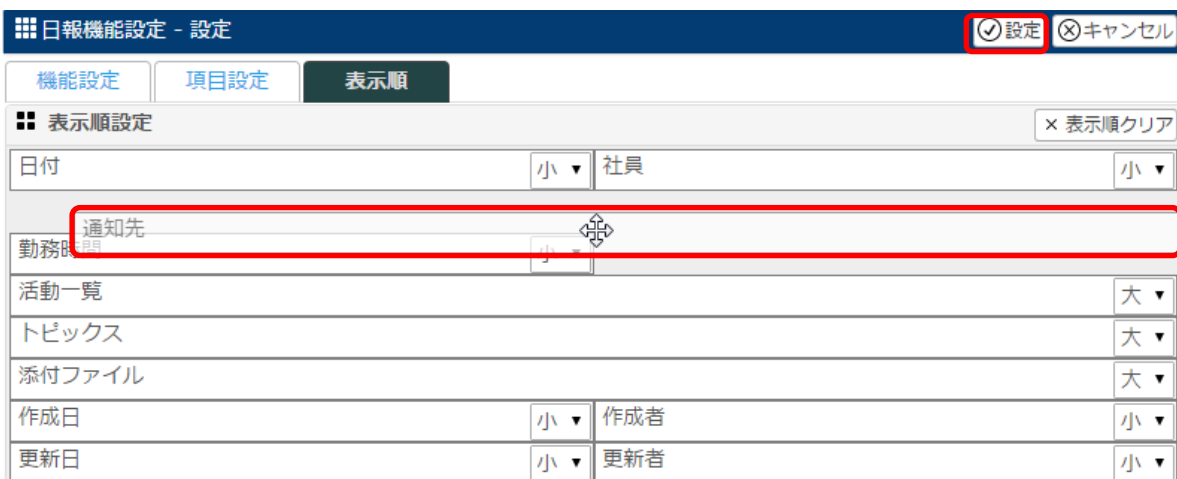 日報機能設定 - 設定 設定 キャンセル
機能設定 項目設定 表示順
表示順設定 × 表示順クリア
日付 小 ▼ 社員 小 ▼
通知先
勤務時間 小 ▼
活動一覧 大 ▼
トピックス 大 ▼
添付ファイル 大 ▼
作成日 小 ▼ 作成者 小 ▼
更新日 小 ▼ 更新者 小 ▼